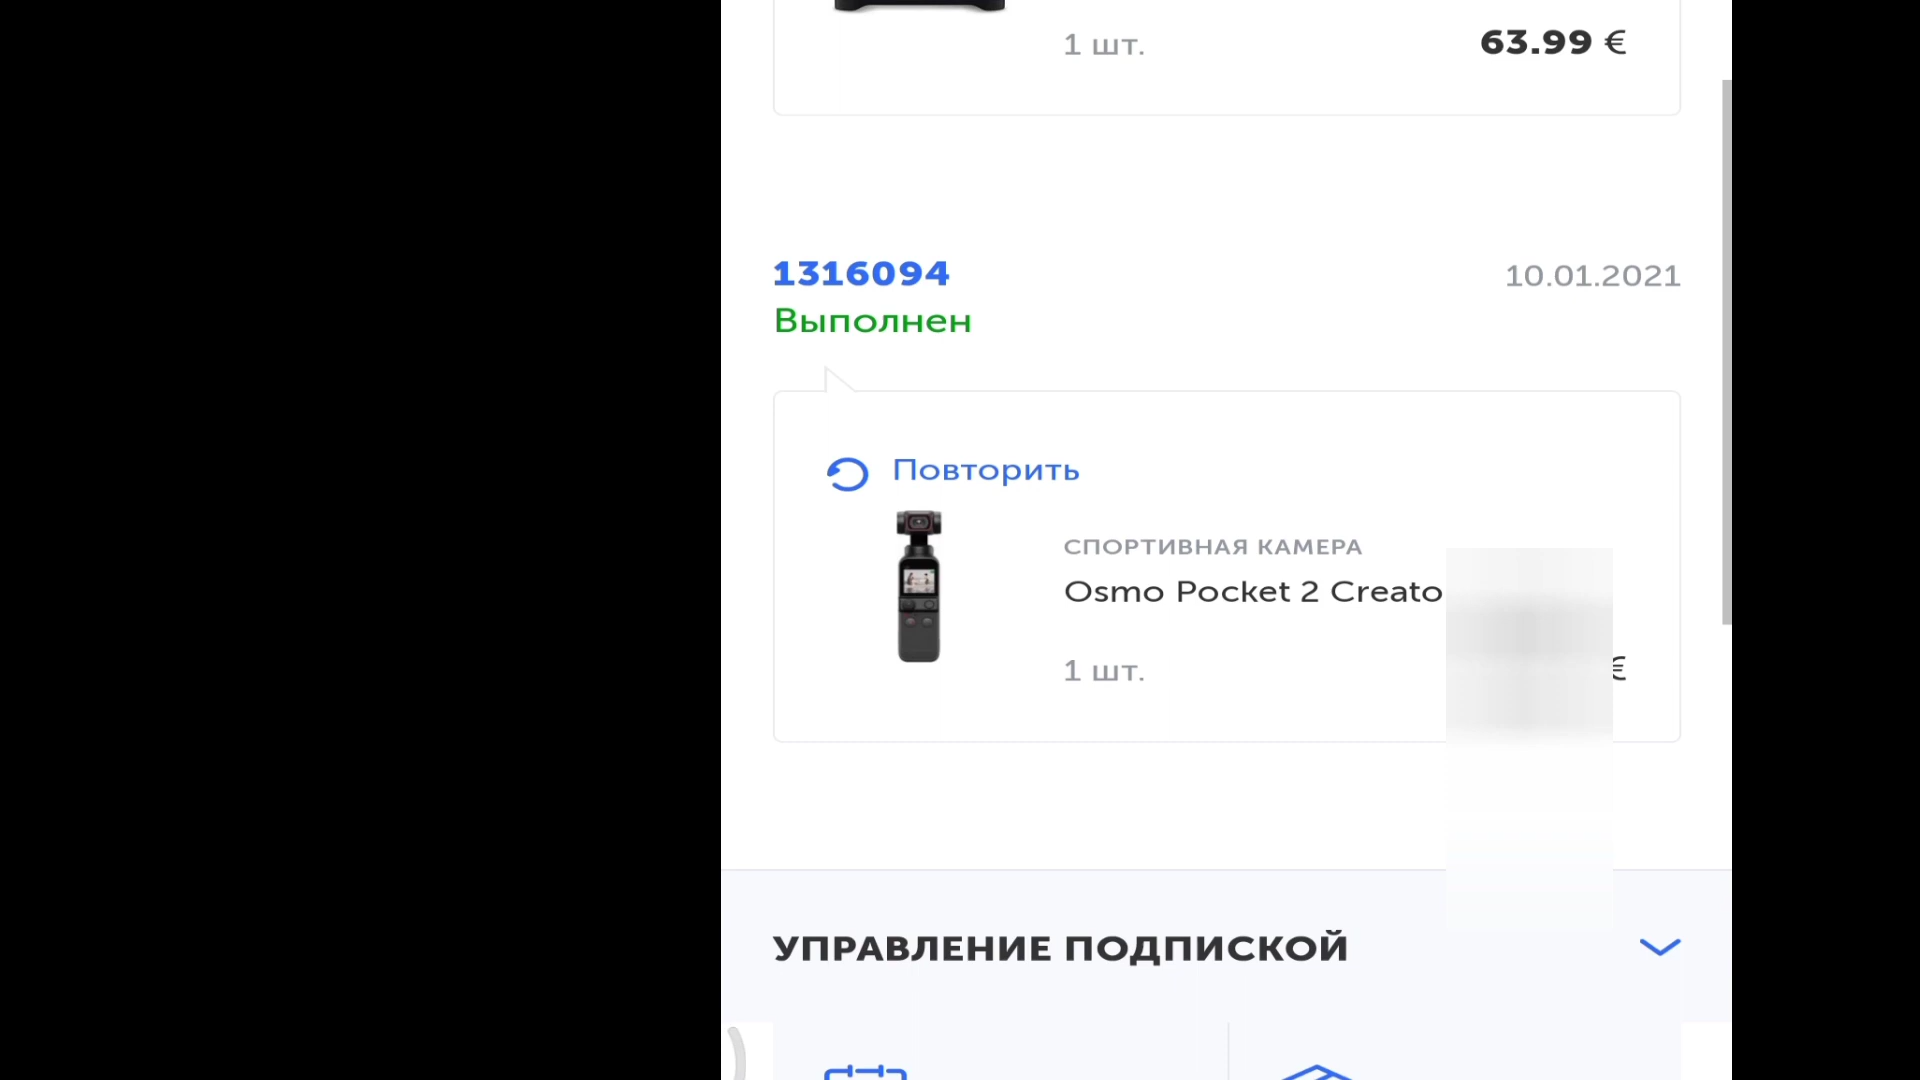 1 шт.
63.99 €
1316094
10.01.2021
Выполнен
Повторить
СПОРТИВНАЯ КАМЕРА
Osmo Pocket 2 Creato
1 шт.
€
УПРАВЛЕНИЕ ПОДПИСКОЙ